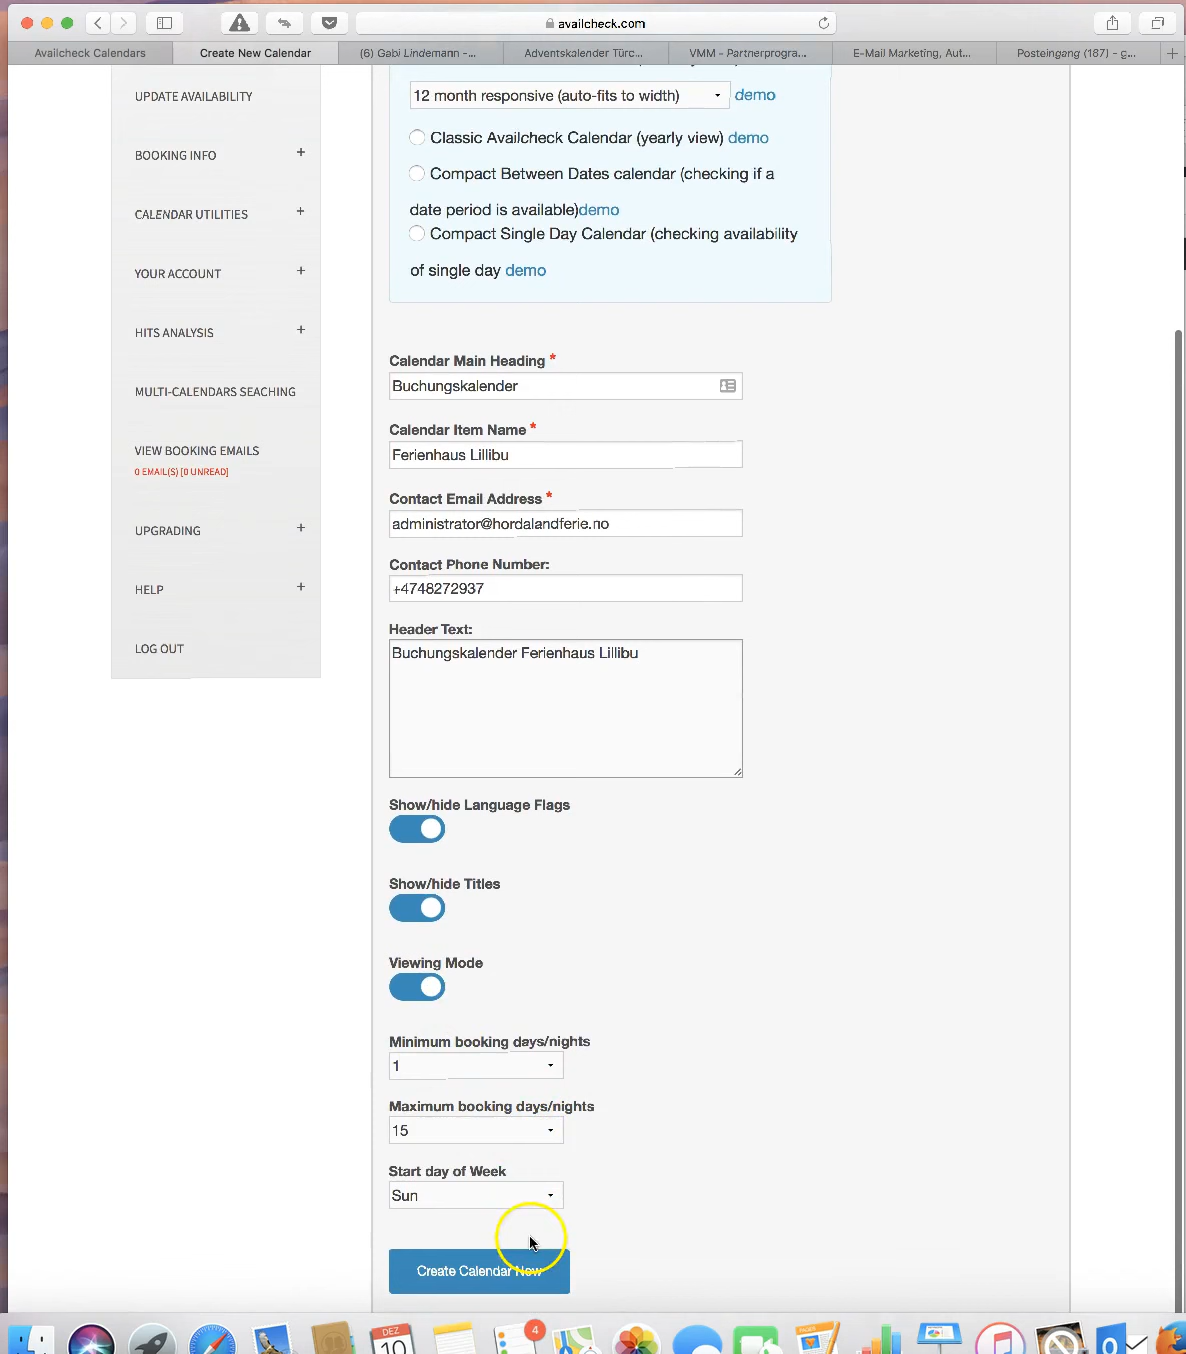 availcheck.com
Availcheck Calendars
Create New Calendar
(6) Gabi Lindemann -...
Adventskalender Türc...
VMM - Partnerprogra...
E-Mail Marketing, Aut...
Posteingang (187) - g...
UPDATE AVAILABILITY
BOOKING INFO
CALENDAR UTILITIES
YOUR ACCOUNT
HITS ANALYSIS
MULTI-CALENDARS SEACHING
VIEW BOOKING EMAILS
0 EMAIL(S) [0 UNREAD]
UPGRADING
HELP
LOG OUT
12 month responsive (auto-fits to width) demo
Classic Availcheck Calendar (yearly view) demo
Compact Between Dates calendar (checking if a
date period is available)demo
Compact Single Day Calendar (checking availability
of single day demo
Calendar Main Heading *
Buchungskalender
Calendar Item Name *
Ferienhaus Lillibu
Contact Email Address *
administrator@hordalandferie.no
Contact Phone Number:
+4748272937
Header Text:
Buchungskalender Ferienhaus Lillibu
Show/hide Language Flags
Show/hide Titles
Viewing Mode
Minimum booking days/nights
1
Maximum booking days/nights
15
Start day of Week
Sun
Create Calendar Now
DEZ
10
4